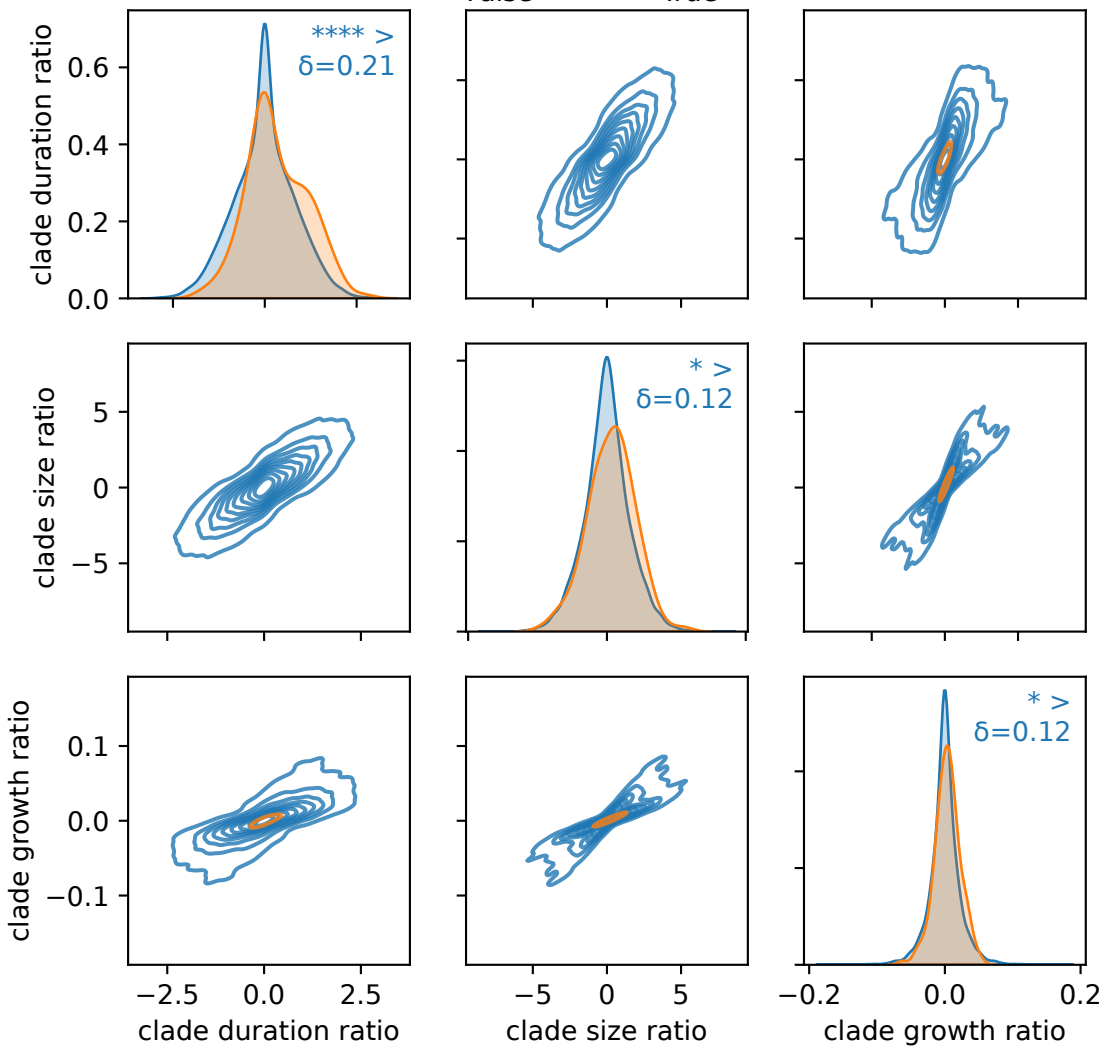 **** >
δ=0.21
clade duration ratio
0.6
0.4
0.2
0.0
* >
δ=0.12
clade size ratio
5
0
−5
* >
δ=0.12
clade growth ratio
0.1
0.0
−0.1
−2.5 0.0 2.5
clade duration ratio
−5 0 5
clade size ratio
−0.2 0.0 0.2
clade growth ratio